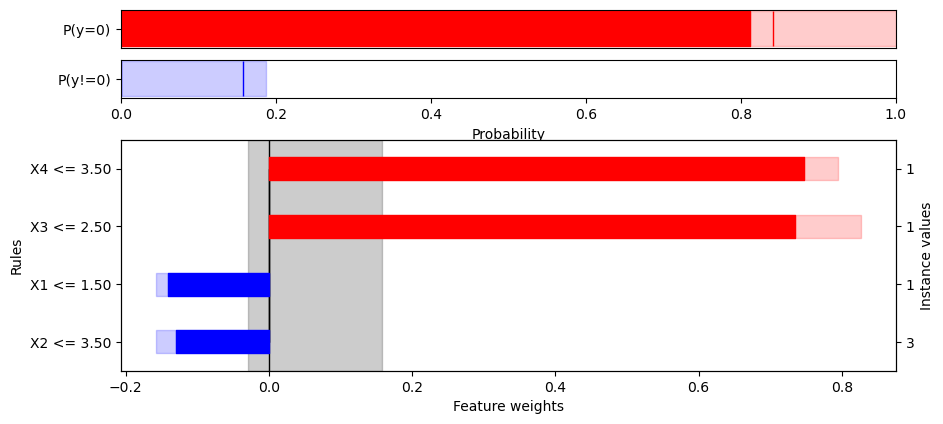 P(y=0)
P(y!=0)
0.0 0.2 0.4 0.6 0.8 1.0
Probability
X4 <= 3.50 1
X3 <= 2.50 1
X1 <= 1.50 1
X2 <= 3.50 3
Rules
Instance values
−0.2 0.0 0.2 0.4 0.6 0.8
Feature weights